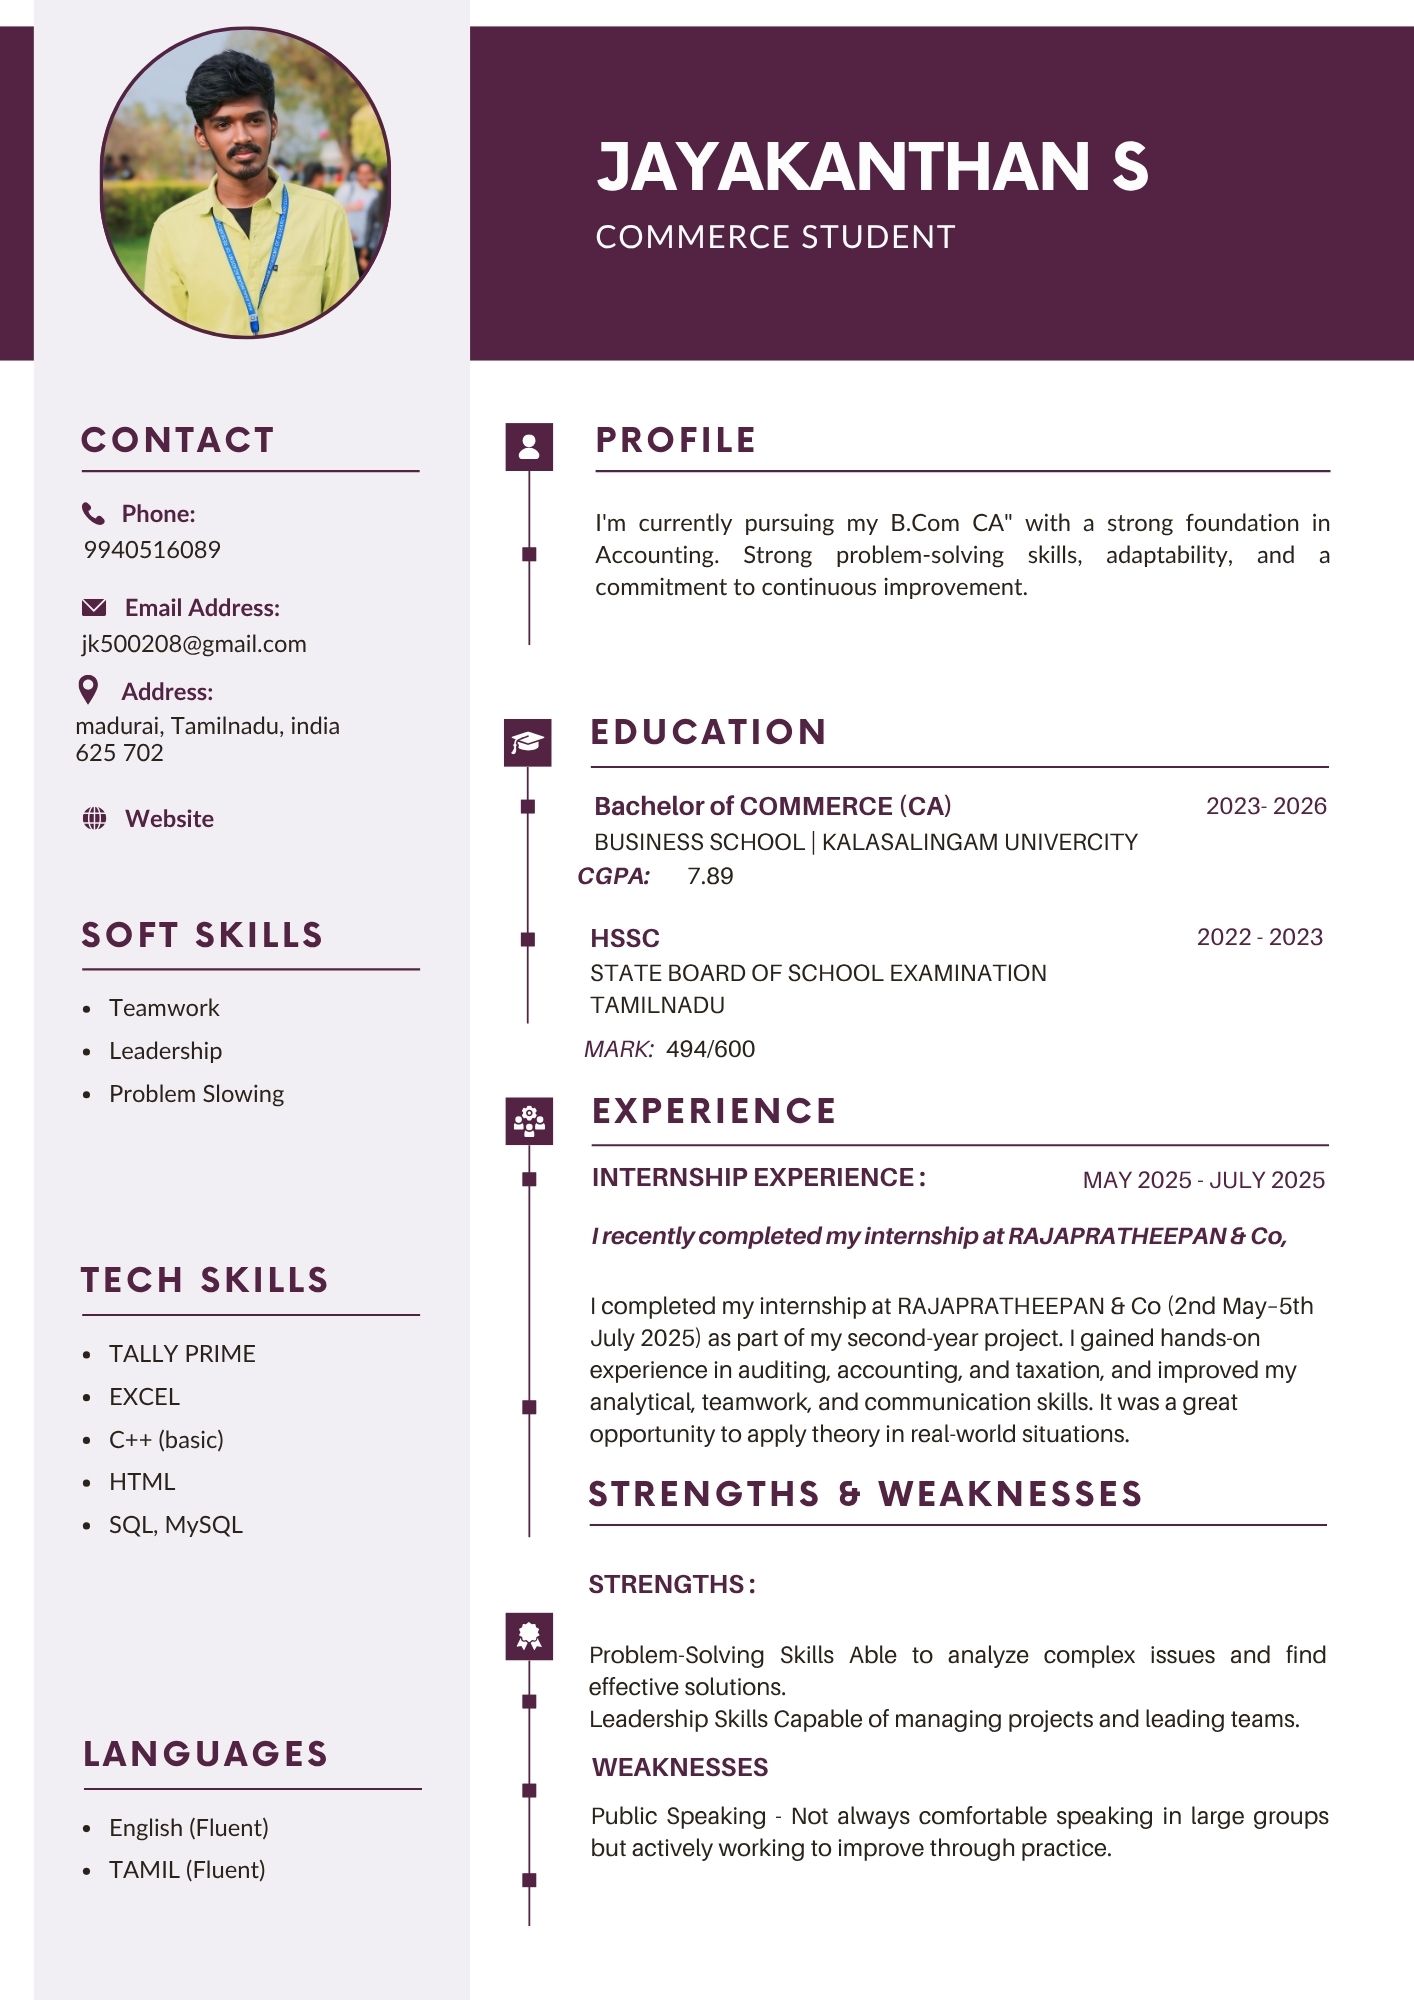 JAYAKANTHAN S
COMMERCE STUDENT
CONTACT
Phone:
9940516089
Email Address:
jk500208@gmail.com
Address:
madurai, Tamilnadu, india
625 702
Website
SOFT SKILLS
• Teamwork
• Leadership
• Problem Slowing
TECH SKILLS
• TALLY PRIME
• EXCEL
• C++ (basic)
• HTML
• SQL, MySQL
LANGUAGES
• English (Fluent)
• TAMIL (Fluent)
PROFILE
I'm currently pursuing my B.Com CA" with a strong foundation in
Accounting. Strong problem-solving skills, adaptability, and a
commitment to continuous improvement.
EDUCATION
Bachelor of COMMERCE (CA) 2023- 2026
BUSINESS SCHOOL | KALASALINGAM UNIVERCITY
CGPA: 7.89
HSSC 2022 - 2023
STATE BOARD OF SCHOOL EXAMINATION
TAMILNADU
MARK: 494/600
EXPERIENCE
INTERNSHIP EXPERIENCE : MAY 2025 - JULY 2025
I recently completed my internship at RAJAPRATHEEPAN & Co,
I completed my internship at RAJAPRATHEEPAN & Co (2nd May–5th
July 2025) as part of my second-year project. I gained hands-on
experience in auditing, accounting, and taxation, and improved my
analytical, teamwork, and communication skills. It was a great
opportunity to apply theory in real-world situations.
STRENGTHS & WEAKNESSES
STRENGTHS :
Problem-Solving Skills Able to analyze complex issues and find
effective solutions.
Leadership Skills Capable of managing projects and leading teams.
WEAKNESSES
Public Speaking - Not always comfortable speaking in large groups
but actively working to improve through practice.